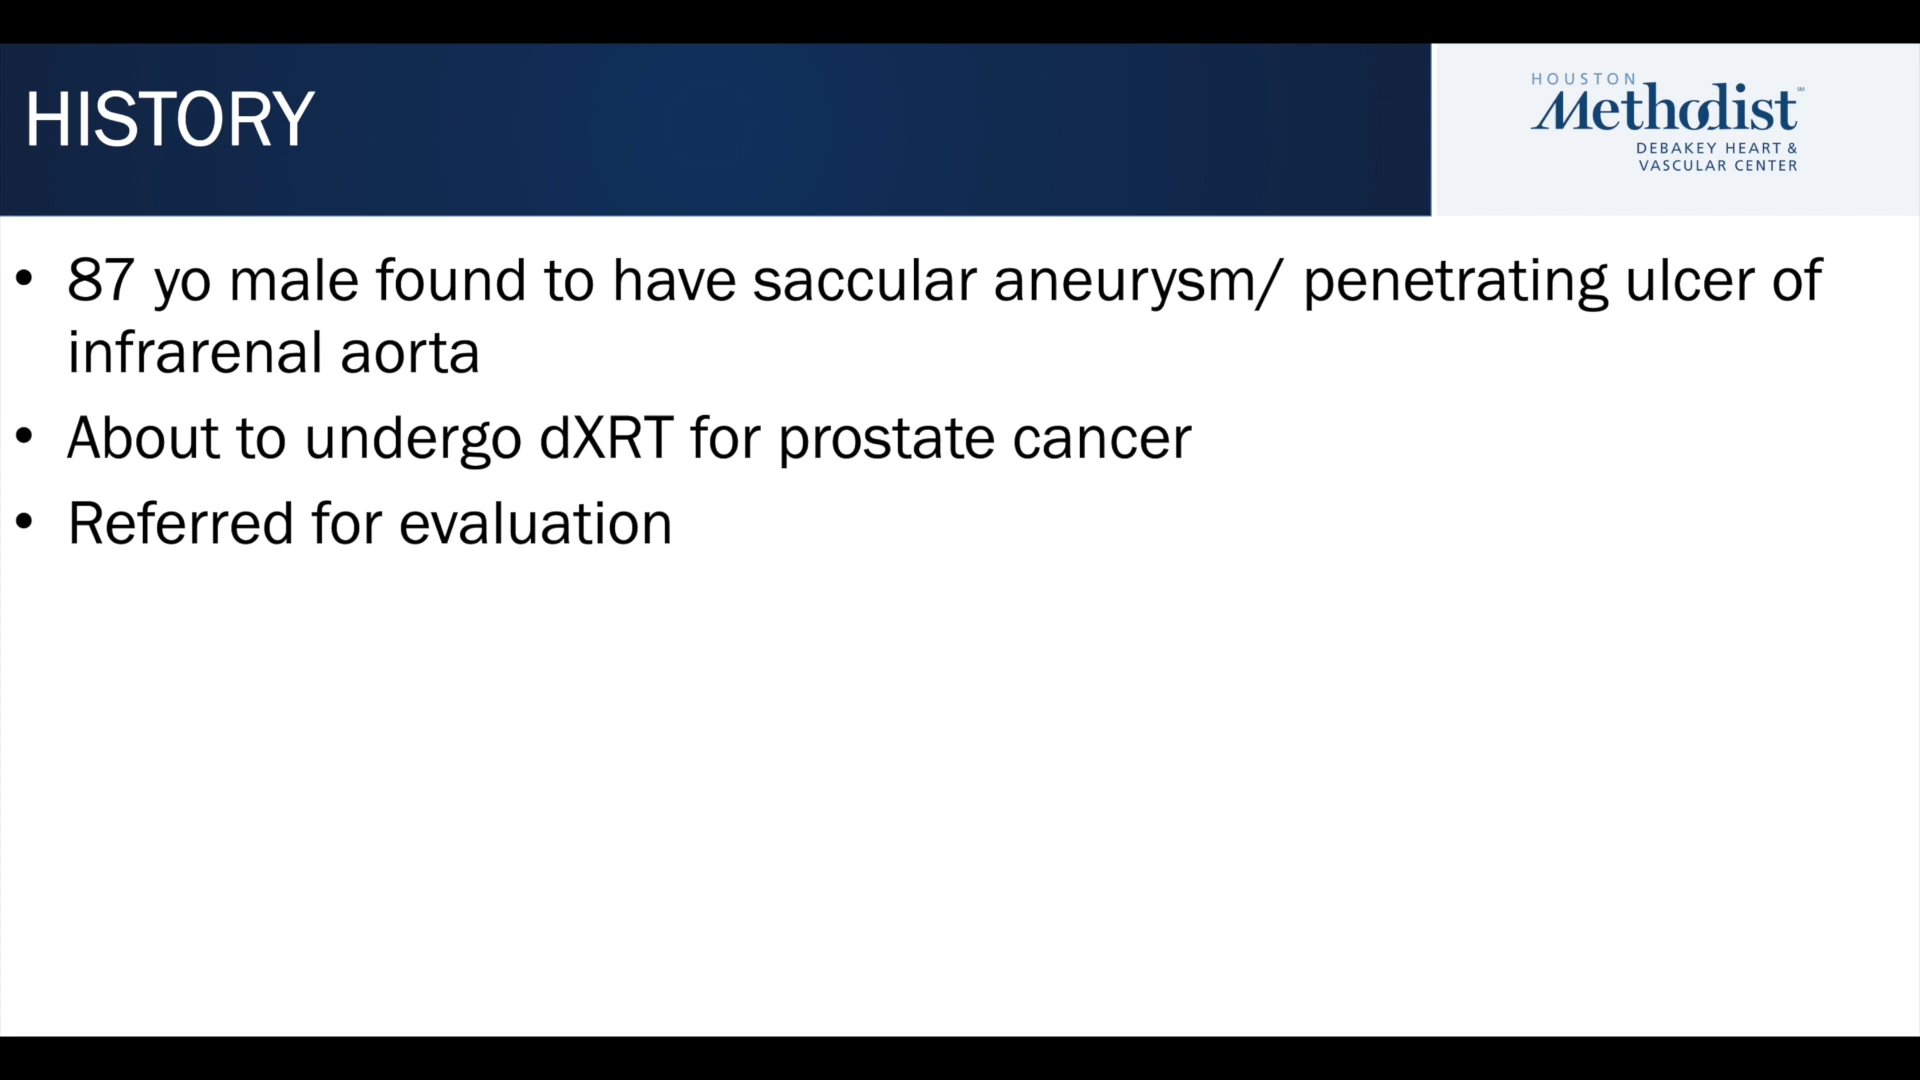 HISTORY
HOUSTON
Methodist℠
DEBAKEY HEART &
VASCULAR CENTER
• 87 yo male found to have saccular aneurysm/ penetrating ulcer of
infrarenal aorta
• About to undergo dXRT for prostate cancer
• Referred for evaluation